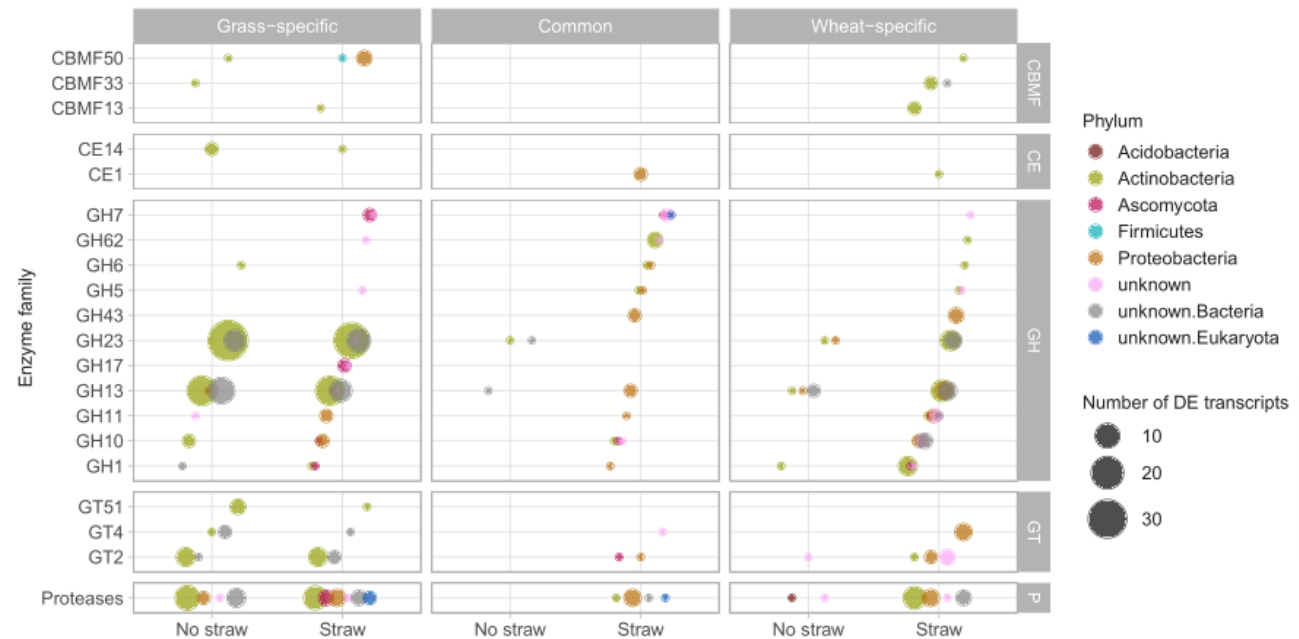 Grass−specific
Common
Wheat−specific
CBMF50
CBMF33
CBMF13
CBMF
CE14
CE1
CE
GH7
GH62
GH6
GH5
GH43
GH23
GH17
GH13
GH11
GH10
GH1
GH
GT51
GT4
GT2
GT
Proteases
P
No straw
Straw
No straw
Straw
No straw
Straw
Enzyme family
Phylum
Acidobacteria
Actinobacteria
Ascomycota
Firmicutes
Proteobacteria
unknown
unknown.Bacteria
unknown.Eukaryota
Number of DE transcripts
10
20
30